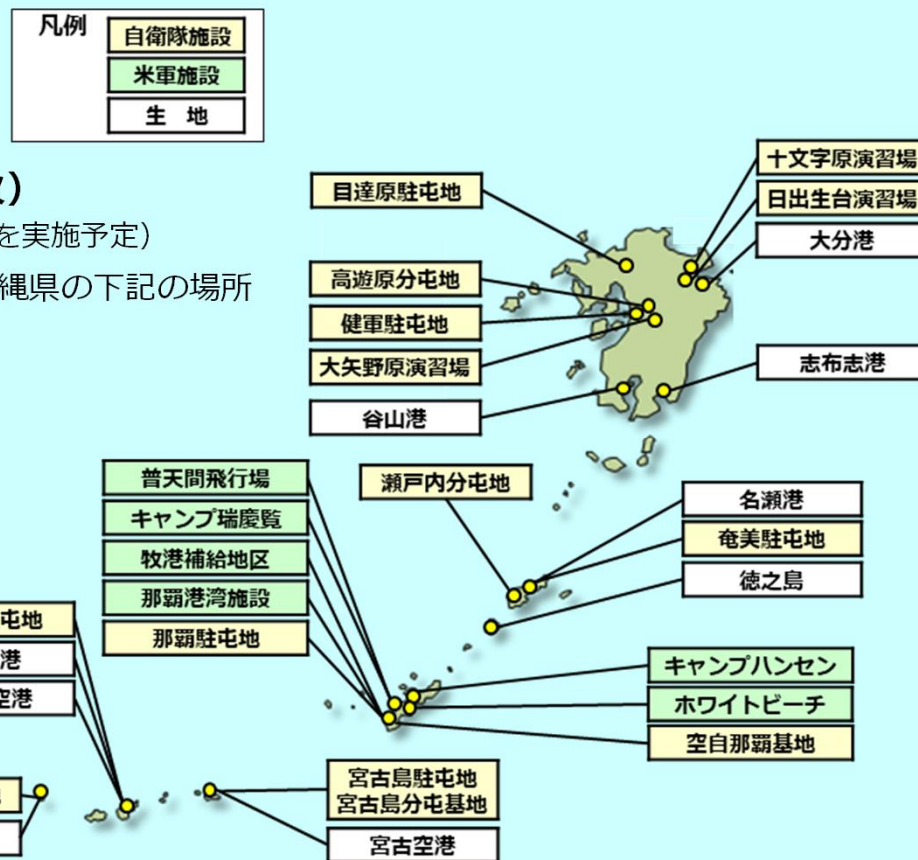 凡例
自衛隊施設
米軍施設
生 地
)
を実施予定）
縄県の下記の場所
目達原駐屯地
高遊原分屯地
健軍駐屯地
大矢野原演習場
谷山港
十文字原演習場
日出生台演習場
大分港
志布志港
普天間飛行場
キャンプ瑞慶覧
牧港補給地区
那覇港湾施設
那覇駐屯地
瀬戸内分屯地
名瀬港
奄美駐屯地
徳之島
キャンプハンセン
ホワイトビーチ
空自那覇基地
屯地
港
空港
宮古島駐屯地
宮古島分屯基地
宮古空港